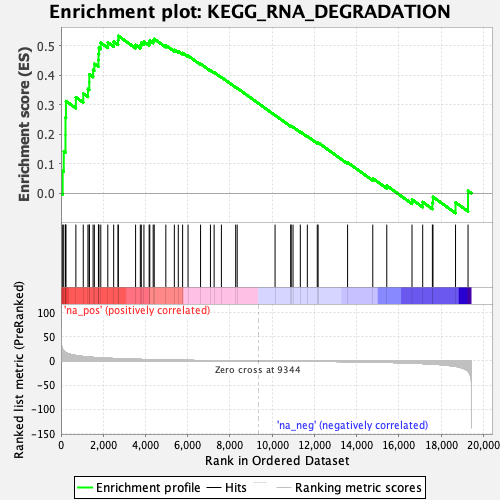 Enrichment plot: KEGG_RNA_DEGRADATION
Enrichment score (ES)
0.5
0.4
0.3
0.2
0.1
0.0
'na_pos' (positively correlated)
Ranked list metric (PreRanked)
100
50
0
-50
-100
-150
Zero cross at 9344
'na_neg' (negatively correlated)
0
2,000
4,000
6,000
8,000
10,000
12,000
14,000
16,000
18,000
20,000
Rank in Ordered Dataset
Enrichment profile
Hits
Ranking metric scores